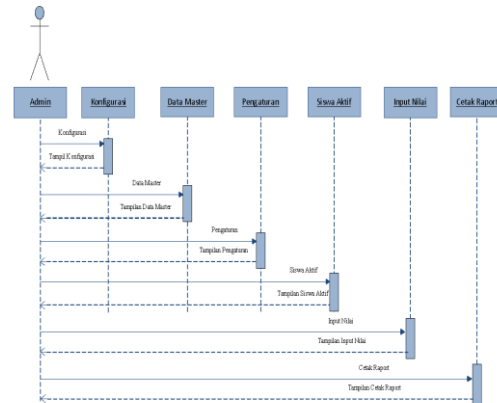 Admin
Konfigurasi
Data Master
Pengaturan
Siswa Aktif
Input Nilai
Cetak Raport
Konfigurasi
Tampil Konfigurasi
Data Master
Tampilan Data Master
Pengaturan
Tampilan Pengaturan
Siswa Aktif
Tampilan Siswa Aktif
Input Nilai
Tampilan Input Nilai
Cetak Raport
Tampilan Cetak Raport